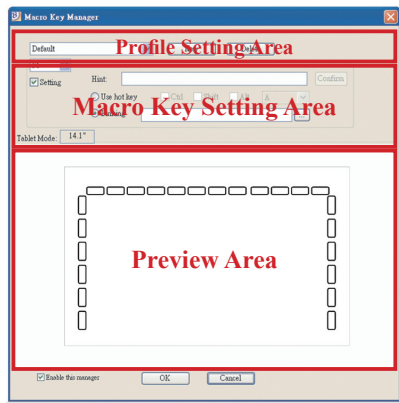 Macro Key Manager
Default
Profile Setting Area
Setting
Hint:
Confirm
Use hot key
Ctrl
Shift
Alt
A
Macro Key Setting Area
...
Tablet Mode: 14.1"
Preview Area
Enable this manager
OK
Cancel